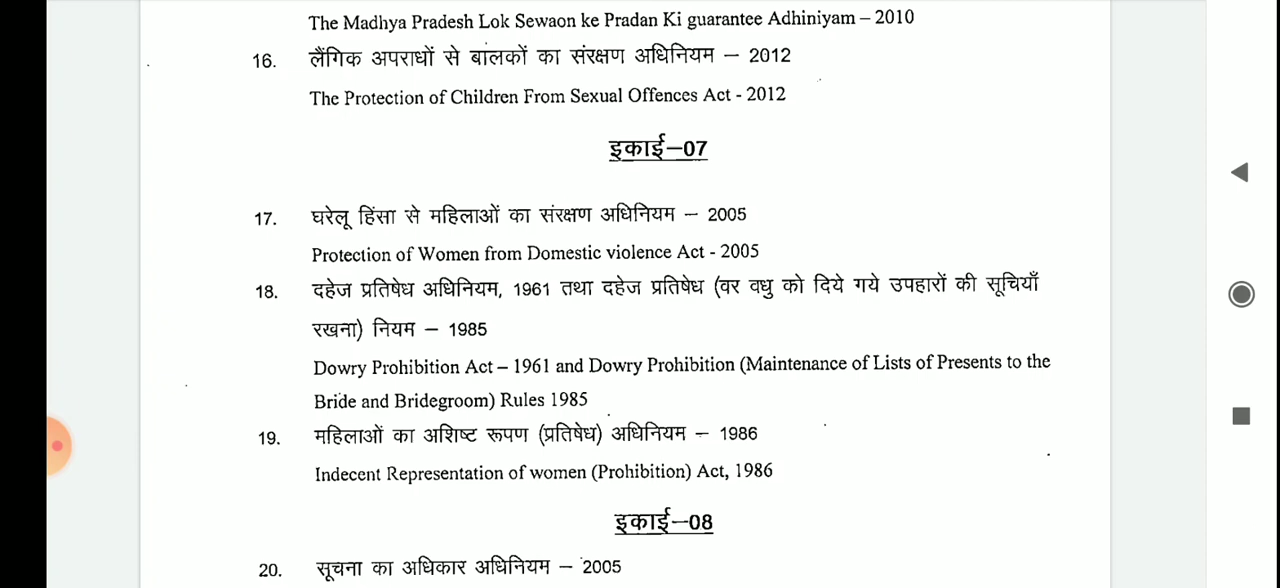 The Madhya Pradesh Lok Sewaon ke Pradan Ki guarantee Adhiniyam – 2010
16. लैंगिक अपराधों से बालकों का संरक्षण अधिनियम – 2012
The Protection of Children From Sexual Offences Act - 2012
इकाई–07
17. घरेलू हिंसा से महिलाओं का संरक्षण अधिनियम – 2005
Protection of Women from Domestic violence Act - 2005
18. दहेज प्रतिषेध अधिनियम, 1961 तथा दहेज प्रतिषेध (वर वधु को दिये गये उपहारों की सूचियाँ
रखना) नियम – 1985
Dowry Prohibition Act – 1961 and Dowry Prohibition (Maintenance of Lists of Presents to the
Bride and Bridegroom) Rules 1985
19. महिलाओं का अशिष्ट रूपण (प्रतिषेध) अधिनियम – 1986
Indecent Representation of women (Prohibition) Act, 1986
इकाई–08
20. सूचना का अधिकार अधिनियम – 2005